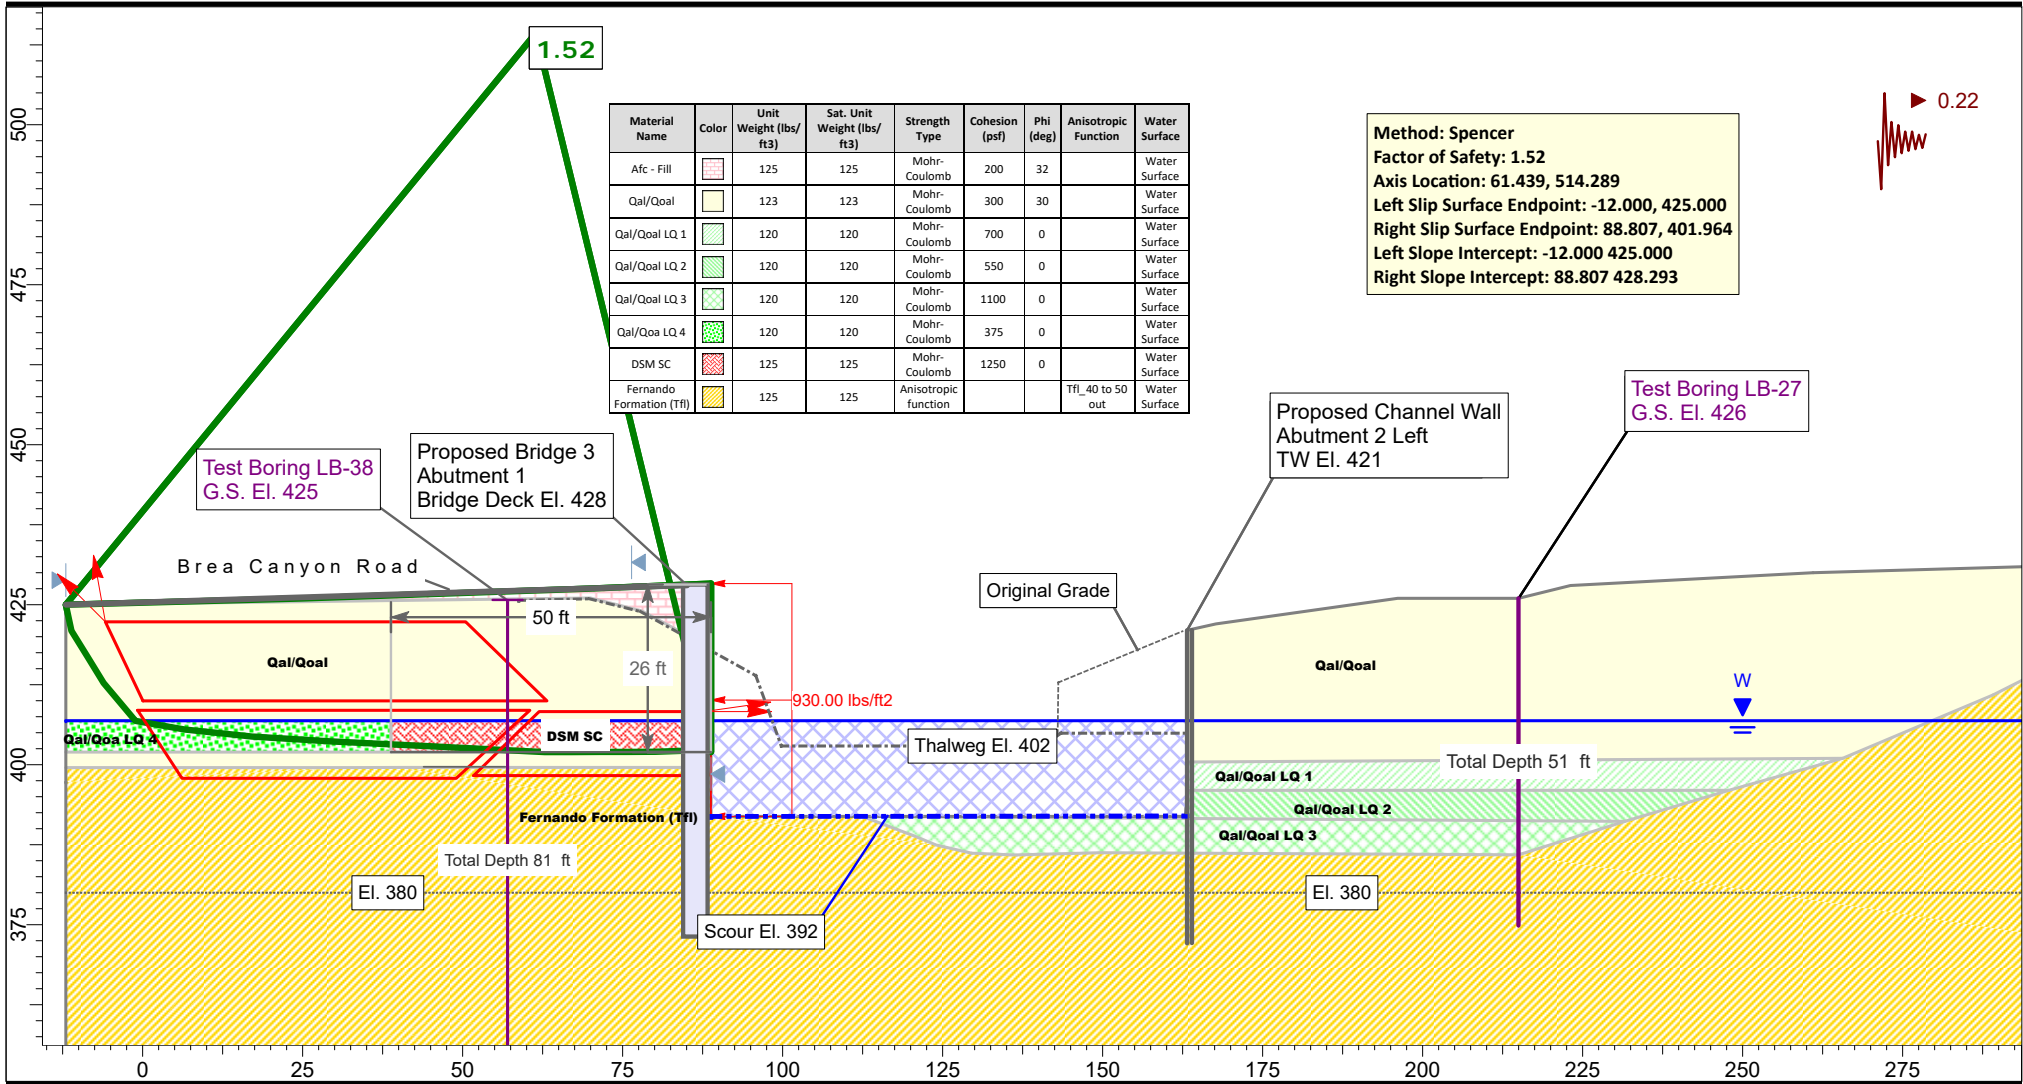 1.52
0.22
Material Name Color Unit Weight (lbs/ft3) Sat. Unit Weight (lbs/ft3) Strength Type Cohesion (psf) Phi (deg) Anisotropic Function Water Surface
Afc - Fill 125 125 Mohr-Coulomb 200 32 Water Surface
Qal/Qoal 123 123 Mohr-Coulomb 300 30 Water Surface
Qal/Qoal LQ 1 120 120 Mohr-Coulomb 700 0 Water Surface
Qal/Qoal LQ 2 120 120 Mohr-Coulomb 550 0 Water Surface
Qal/Qoal LQ 3 120 120 Mohr-Coulomb 1100 0 Water Surface
Qal/Qoa LQ 4 120 120 Mohr-Coulomb 375 0 Water Surface
DSM SC 125 125 Mohr-Coulomb 1250 0 Water Surface
Fernando Formation (Tfl) 125 125 Anisotropic function Tfl_40 to 50 out Water Surface
Method: Spencer
Factor of Safety: 1.52
Axis Location: 61.439, 514.289
Left Slip Surface Endpoint: -12.000, 425.000
Right Slip Surface Endpoint: 88.807, 401.964
Left Slope Intercept: -12.000 425.000
Right Slope Intercept: 88.807 428.293
Test Boring LB-38
G.S. El. 425
Proposed Bridge 3
Abutment 1
Bridge Deck El. 428
Proposed Channel Wall
Abutment 2 Left
TW El. 421
Test Boring LB-27
G.S. El. 426
Brea Canyon Road
Original Grade
50 ft
26 ft
Qal/Qoal
Qal/Qoal
930.00 lbs/ft2
W
Qal/Qoa LQ 4
DSM SC
Thalweg El. 402
Total Depth 51 ft
Qal/Qoal LQ 1
Qal/Qoal LQ 2
Qal/Qoal LQ 3
Fernando Formation (Tfl)
Total Depth 81 ft
El. 380
El. 380
Scour El. 392
500
475
450
425
400
375
0 25 50 75 100 125 150 175 200 225 250 275